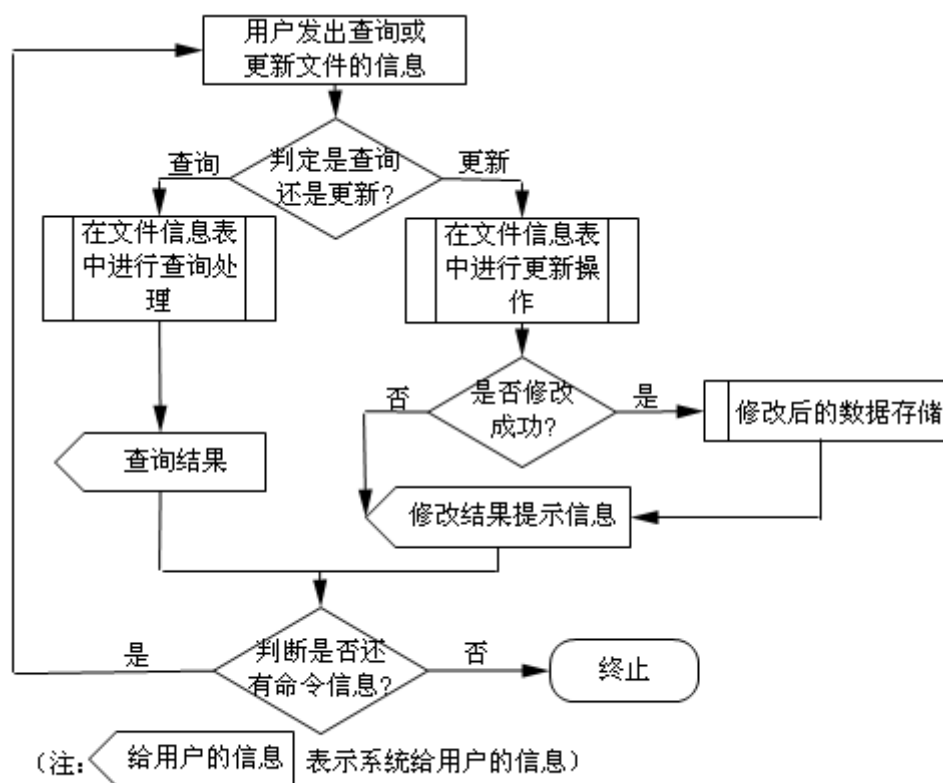 用户发出查询或
更新文件的信息
判定是查询
还是更新?
查询
更新
在文件信息表
中进行查询处
理
在文件信息表
中进行更新操
作
是否修改
成功?
否
是
修改后的数据存储
查询结果
修改结果提示信息
判断是否还
有命令信息?
是
否
终止
(注:
给用户的信息
表示系统给用户的信息)